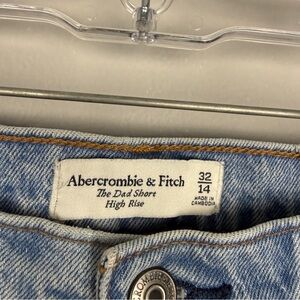 Abercrombie & Fitch
The Dad Short
High Rise
32
14
MADE IN
CAMBODIA